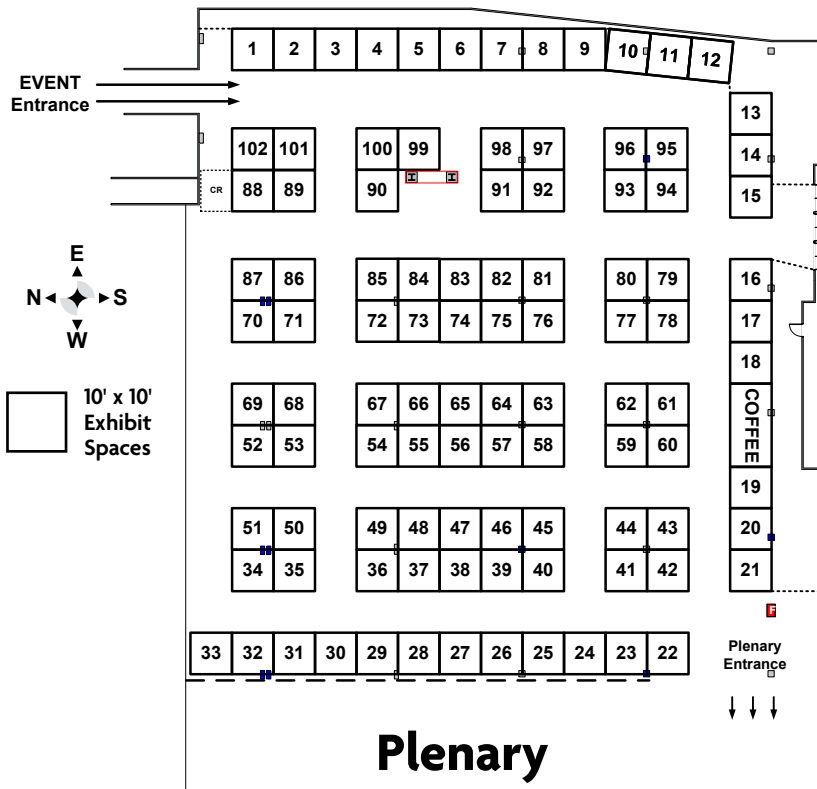 1 2 3 4 5 6 7 8 9 10 11 12
EVENT
Entrance
13
102 101 100 99 98 97 96 95 14
CR 88 89 90 H H 91 92 93 94 15
E
N S
W
87 86 85 84 83 82 81 80 79 16
70 71 72 73 74 75 76 77 78 17
18
10' x 10'
Exhibit
Spaces
69 68 67 66 65 64 63 62 61 COFFEE
52 53 54 55 56 57 58 59 60
19
51 50 49 48 47 46 45 44 43 20
34 35 36 37 38 39 40 41 42 21
F
33 32 31 30 29 28 27 26 25 24 23 22
Plenary
Entrance
Plenary